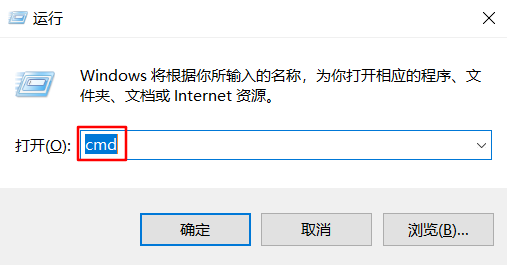 运行
Windows 将根据你所输入的名称，为你打开相应的程序、文
件夹、文档或 Internet 资源。
打开(O): cmd
确定 取消 浏览(B)...